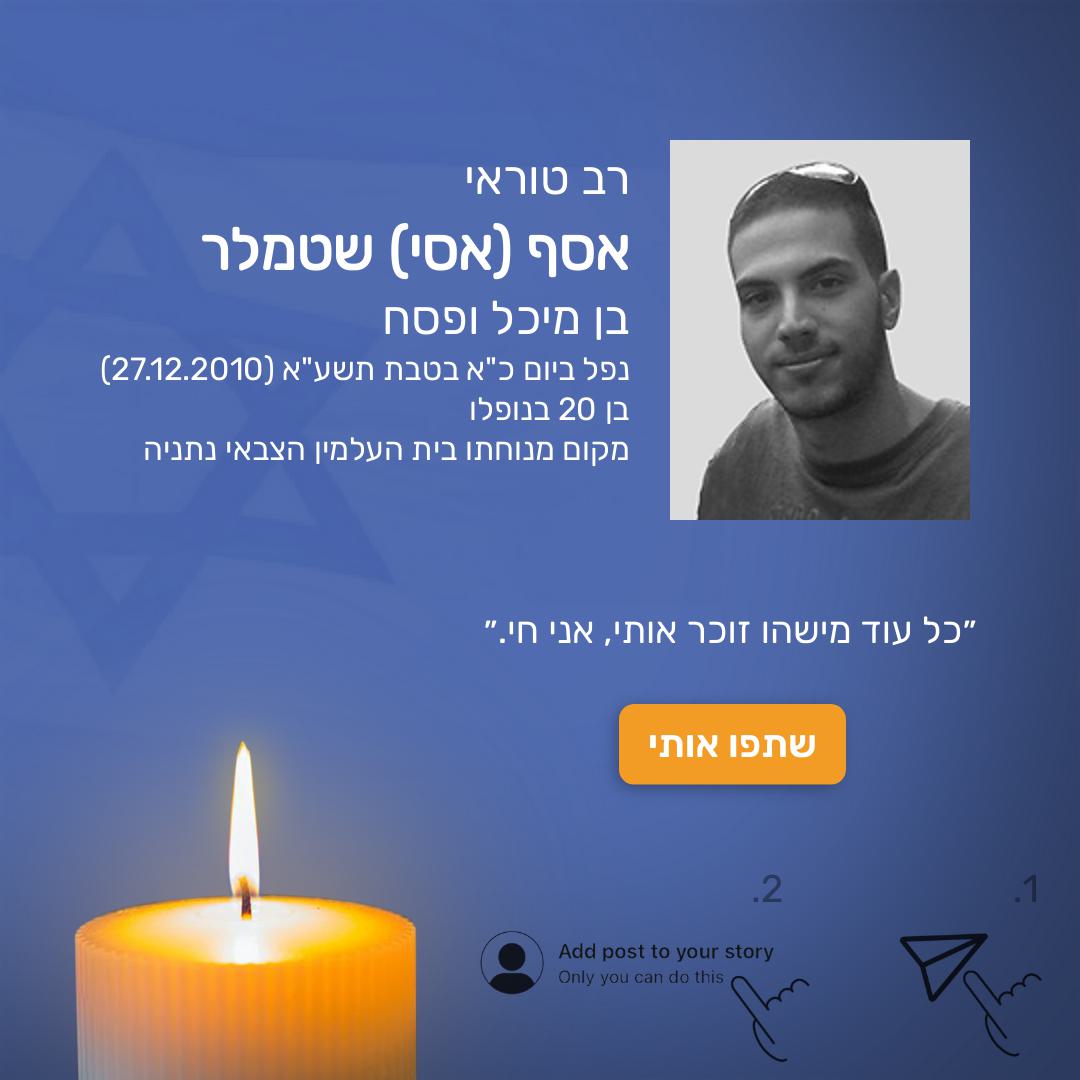 רב טוראי
אסף (אסי) שטמלר
בן מיכל ופסח
נפל ביום כ"א בטבת תשע"א (27.12.2010)
בן 20 בנופלו
מקום מנוחתו בית העלמין הצבאי נתניה
״כל עוד מישהו זוכר אותי, אני חי.״
שתפו אותי
.1
.2
Add post to your story
Only you can do this